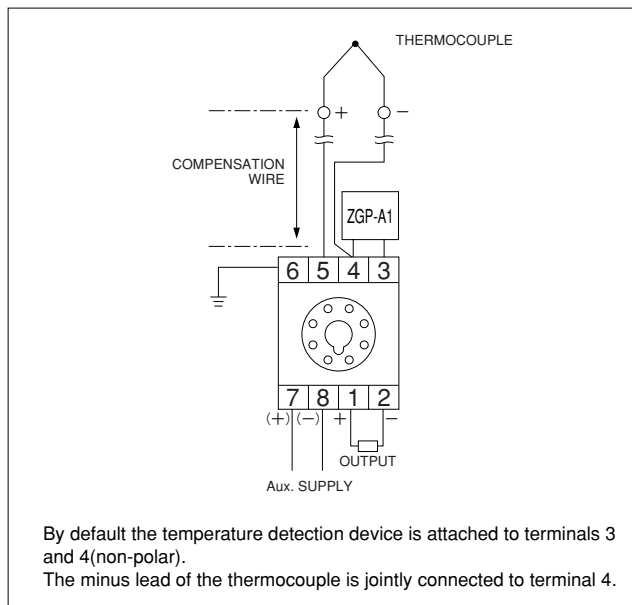 THERMOCOUPLE
+ −
COMPENSATION
WIRE
ZGP-A1
6 5 4 3
7 8 1 2
(+) (−) + −
OUTPUT
Aux. SUPPLY
By default the temperature detection device is attached to terminals 3
and 4(non-polar).
The minus lead of the thermocouple is jointly connected to terminal 4.